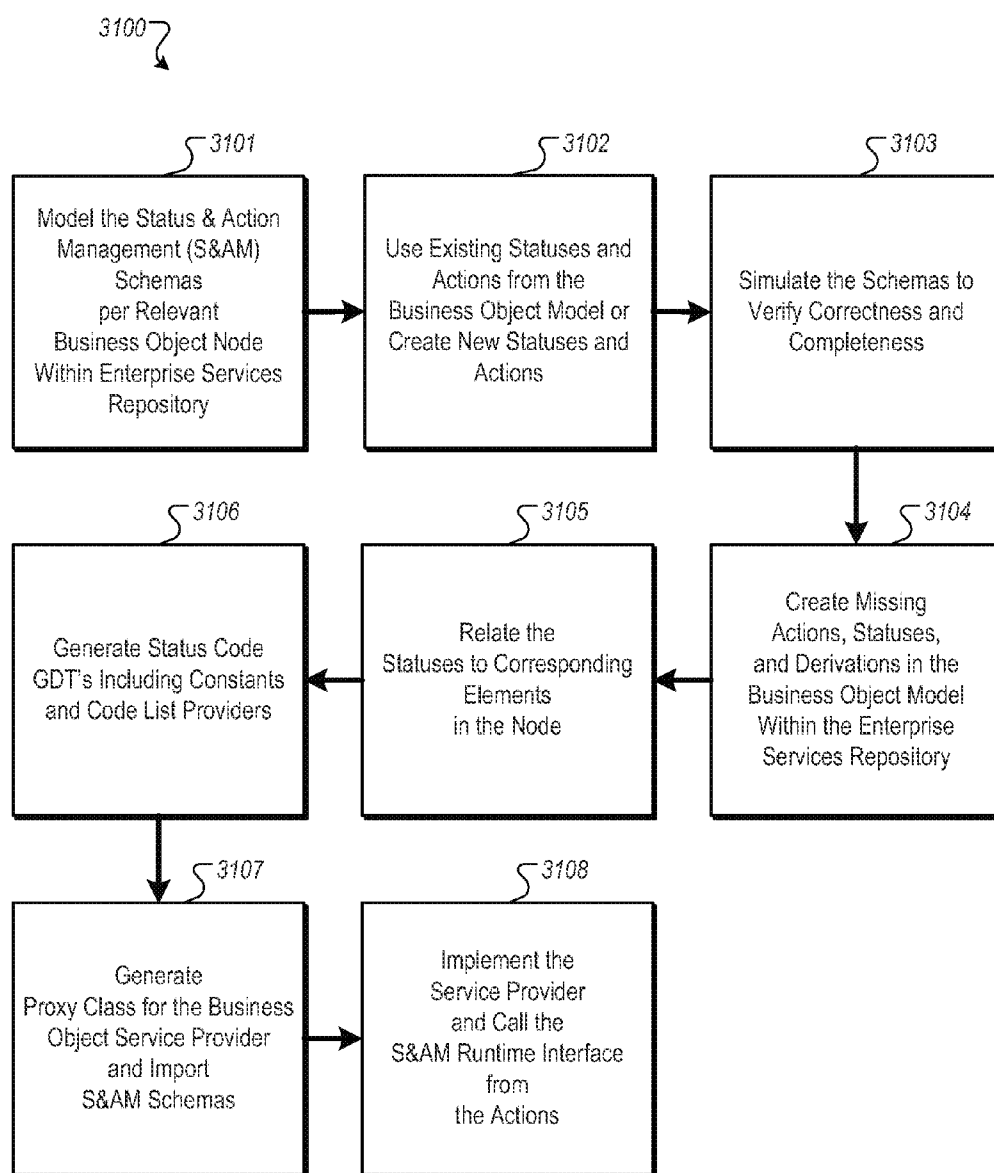 3100
3101
Model the Status & Action
Management (S&AM)
Schemas
per Relevant
Business Object Node
Within Enterprise Services
Repository
3102
Use Existing Statuses and
Actions from the
Business Object Model or
Create New Statuses and
Actions
3103
Simulate the Schemas to
Verify Correctness and
Completeness
3104
Create Missing
Actions, Statuses,
and Derivations in the
Business Object Model
Within the Enterprise
Services Repository
3105
Relate the
Statuses to Corresponding
Elements
in the Node
3106
Generate Status Code
GDT's Including Constants
and Code List Providers
3107
Generate
Proxy Class for the Business
Object Service Provider
and Import
S&AM Schemas
3108
Implement the
Service Provider
and Call the
S&AM Runtime Interface
from
the Actions